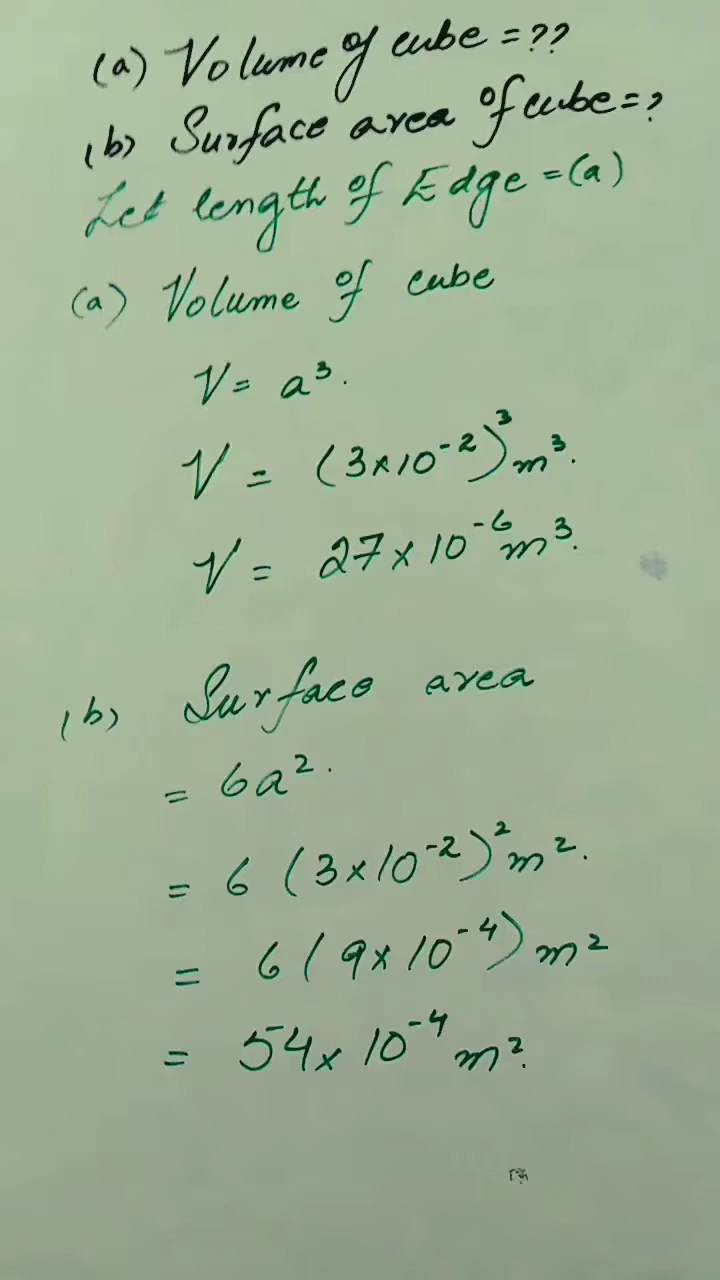 (a) Volume of cube = ??
(b) Surface area of cube = ?
Let length of Edge = (a)
(a) Volume of cube
V = a³.
V = (3×10⁻²)³ m³.
V = 27×10⁻⁶ m³.
(b) Surface area
= 6a².
= 6 (3×10⁻²)² m².
= 6 (9×10⁻⁴) m²
= 54×10⁻⁴ m².